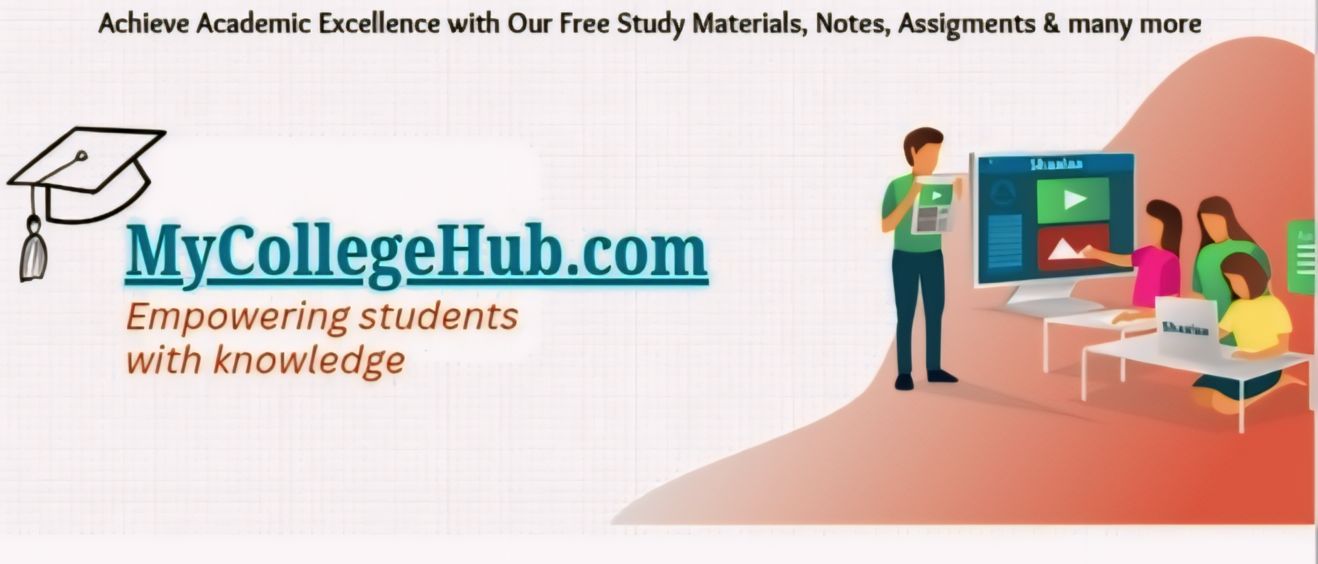 Achieve Academic Excellence with Our Free Study Materials, Notes, Assigments & many more
MyCollegeHub.com
Empowering students
with knowledge